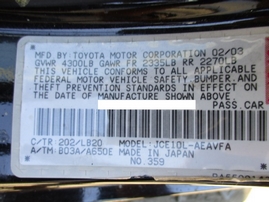 MFD BY TOYOTA MOTOR CORPORATION 02/03
GVWR 4300LB GAWR FR 2335LB RR 2270LB
THIS VEHICLE CONFORMS TO ALL APPLICABLE
FEDERAL MOTOR VEHICLE SAFETY, BUMPER, AND
THEFT PREVENTION STANDARDS IN EFFECT ON
THE DATE OF MANUFACTURE SHOWN ABOVE.
PASS.CAR
C/TR: 202/LB20 MODEL: JCE10L-AEAVFA
A/TM: B03A/A650E MADE IN JAPAN
NO.359